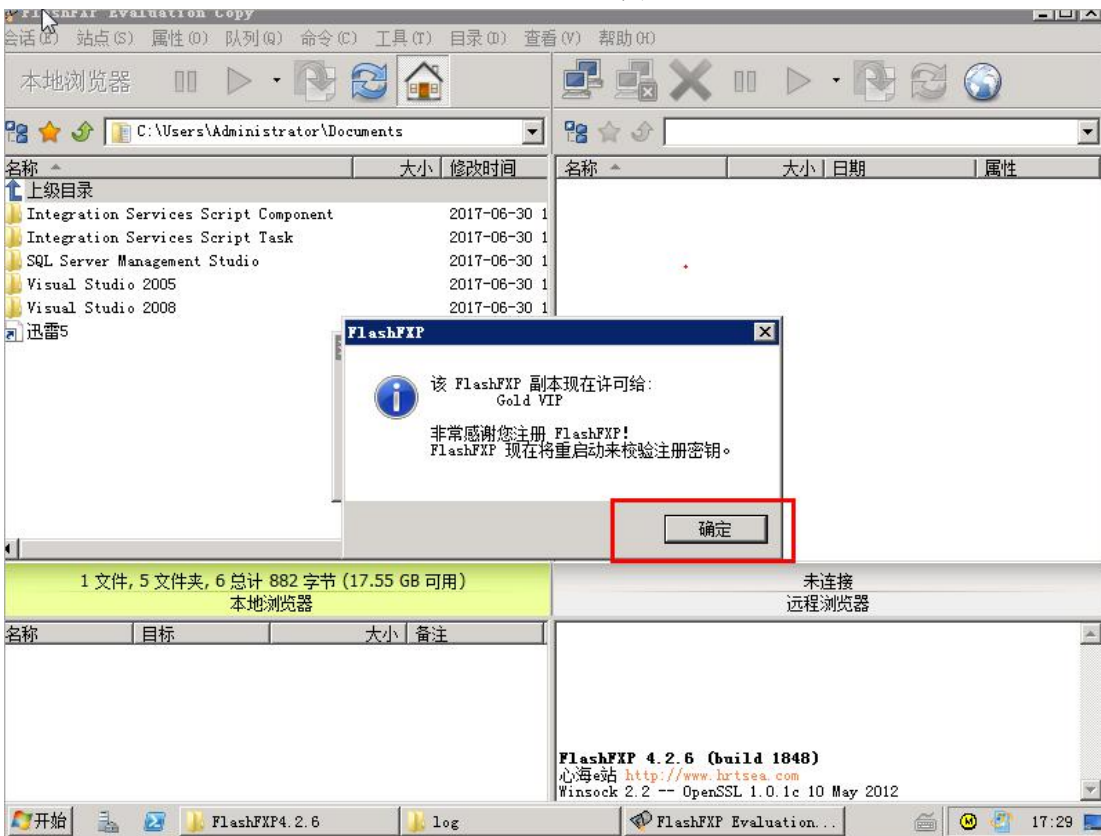 FlashFXP Evaluation Copy
会话(E) 站点(S) 属性(O) 队列(Q) 命令(C) 工具(T) 目录(D) 查看(V) 帮助(H)
本地浏览器
C:\Users\Administrator\Documents
名称 大小 修改时间 名称 大小 日期 属性
上级目录
Integration Services Script Component 2017-06-30 1
Integration Services Script Task 2017-06-30 1
SQL Server Management Studio 2017-06-30 1
Visual Studio 2005 2017-06-30 1
Visual Studio 2008 2017-06-30 1
迅雷5
FlashFXP
该 FlashFXP 副本现在许可给:
Gold VIP
非常感谢您注册 FlashFXP!
FlashFXP 现在将重启动来校验注册密钥。
确定
1 文件, 5 文件夹, 6 总计 882 字节 (17.55 GB 可用)
本地浏览器
未连接
远程浏览器
名称 目标 大小 备注
FlashFXP 4.2.6 (build 1848)
心海e站 http://www.hrtsea.com
Winsock 2.2 -- OpenSSL 1.0.1c 10 May 2012
开始 FlashFXP4.2.6 log FlashFXP Evaluation... 17:29